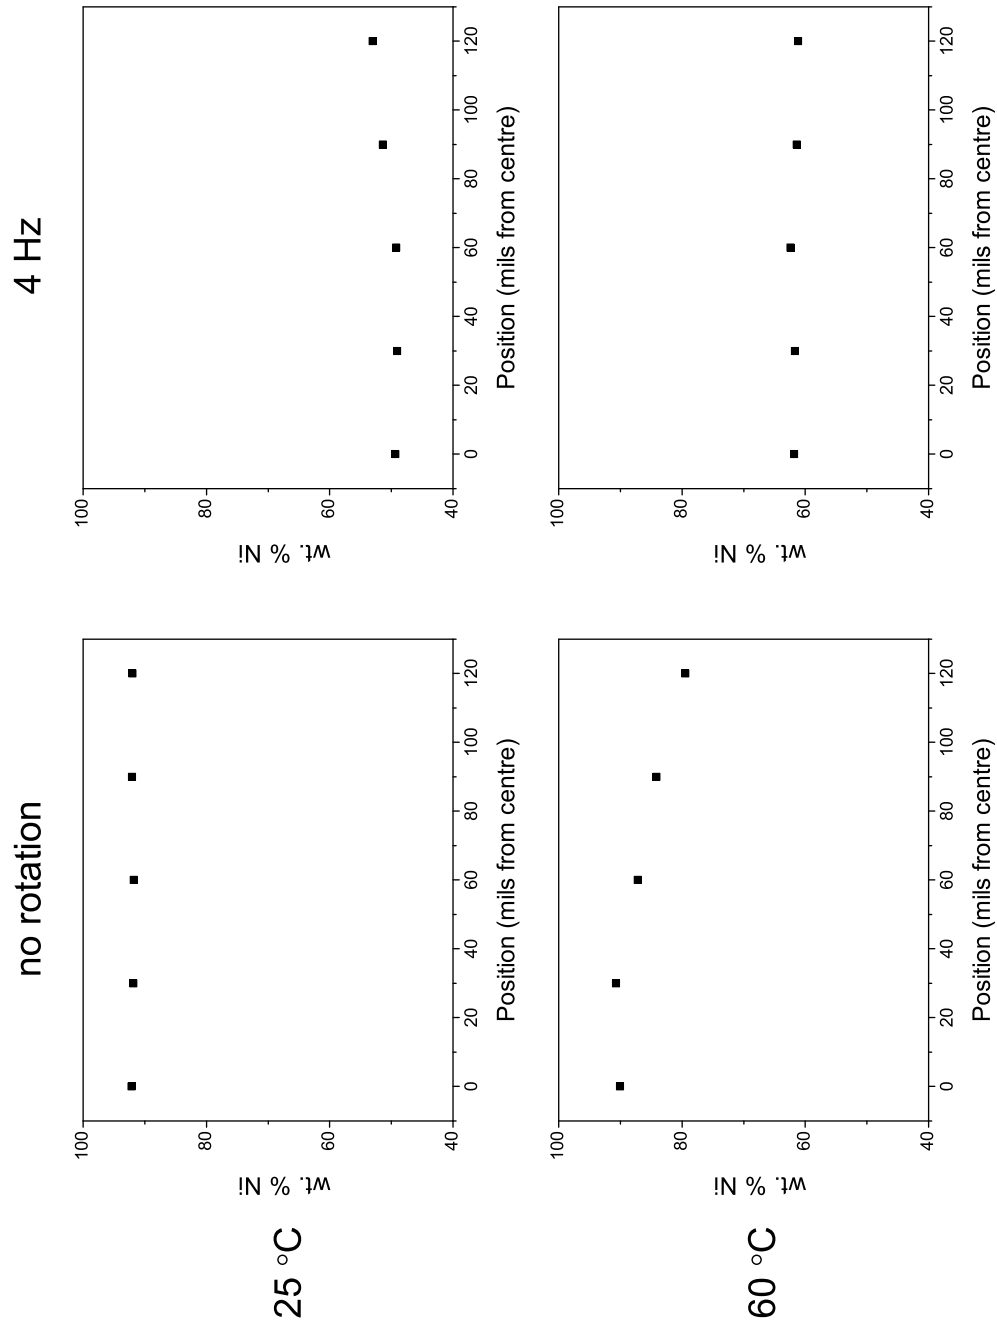 no rotation
4 Hz
25 °C
wt. % Ni
100
80
60
40
0 20 40 60 80 100 120
Position (mils from centre)
wt. % Ni
100
80
60
40
0 20 40 60 80 100 120
Position (mils from centre)
60 °C
wt. % Ni
100
80
60
40
0 20 40 60 80 100 120
Position (mils from centre)
wt. % Ni
100
80
60
40
0 20 40 60 80 100 120
Position (mils from centre)